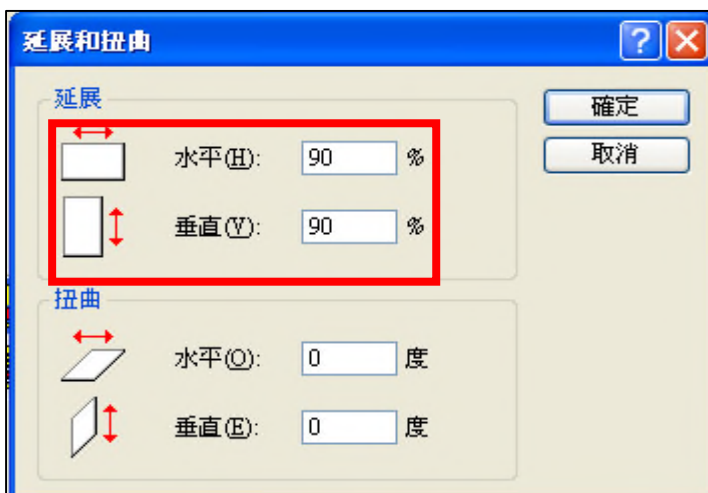 延展和扭曲
延展
水平(H): 90 %
垂直(V): 90 %
確定
取消
扭曲
水平(O): 0 度
垂直(E): 0 度